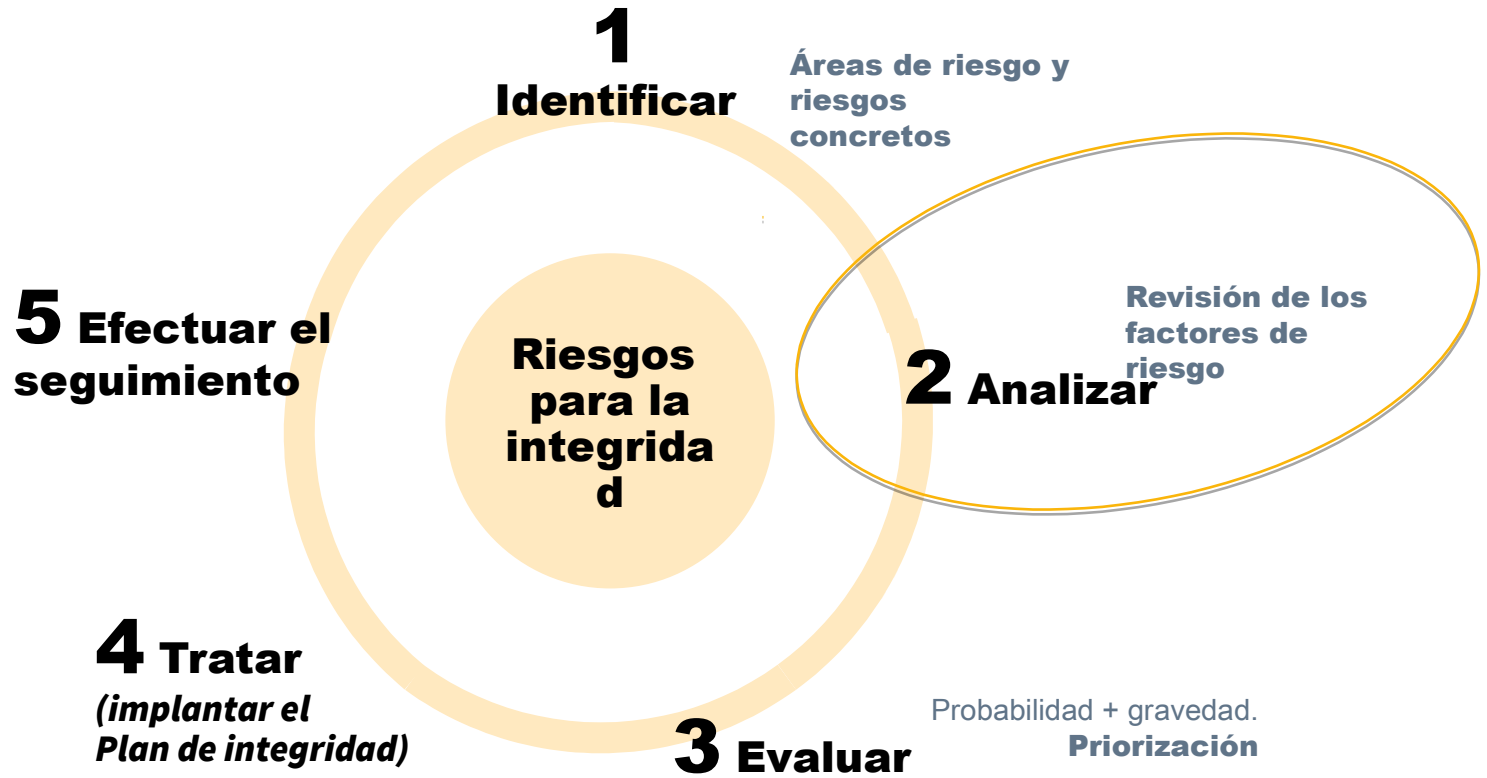 1
Identificar
Áreas de riesgo y
riesgos
concretos
Revisión de los
factores de
riesgo
2 Analizar
5 Efectuar el
seguimiento
Riesgos
para la
integrida
d
4 Tratar
(implantar el
Plan de integridad)
3 Evaluar
Probabilidad + gravedad.
Priorización